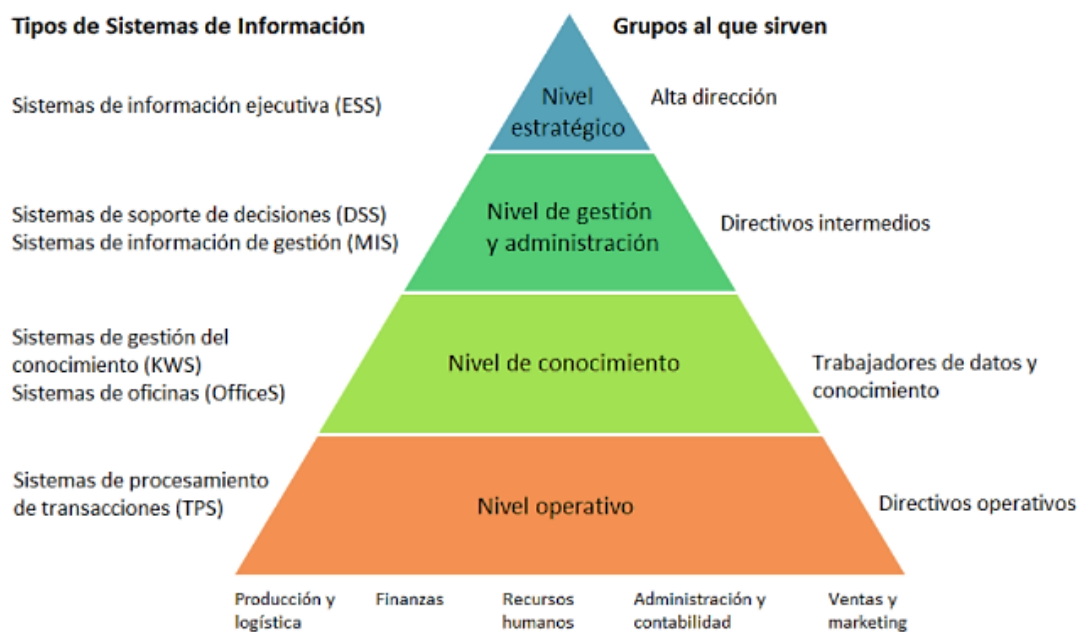 Tipos de Sistemas de Información
Grupos al que sirven
Sistemas de información ejecutiva (ESS)
Nivel
estratégico
Alta dirección
Sistemas de soporte de decisiones (DSS)
Sistemas de información de gestión (MIS)
Nivel de gestión
y administración
Directivos intermedios
Sistemas de gestión del
conocimiento (KWS)
Sistemas de oficinas (OfficeS)
Nivel de conocimiento
Trabajadores de datos y
conocimiento
Sistemas de procesamiento
de transacciones (TPS)
Nivel operativo
Directivos operativos
Producción y
logística
Finanzas
Recursos
humanos
Administración y
contabilidad
Ventas y
marketing